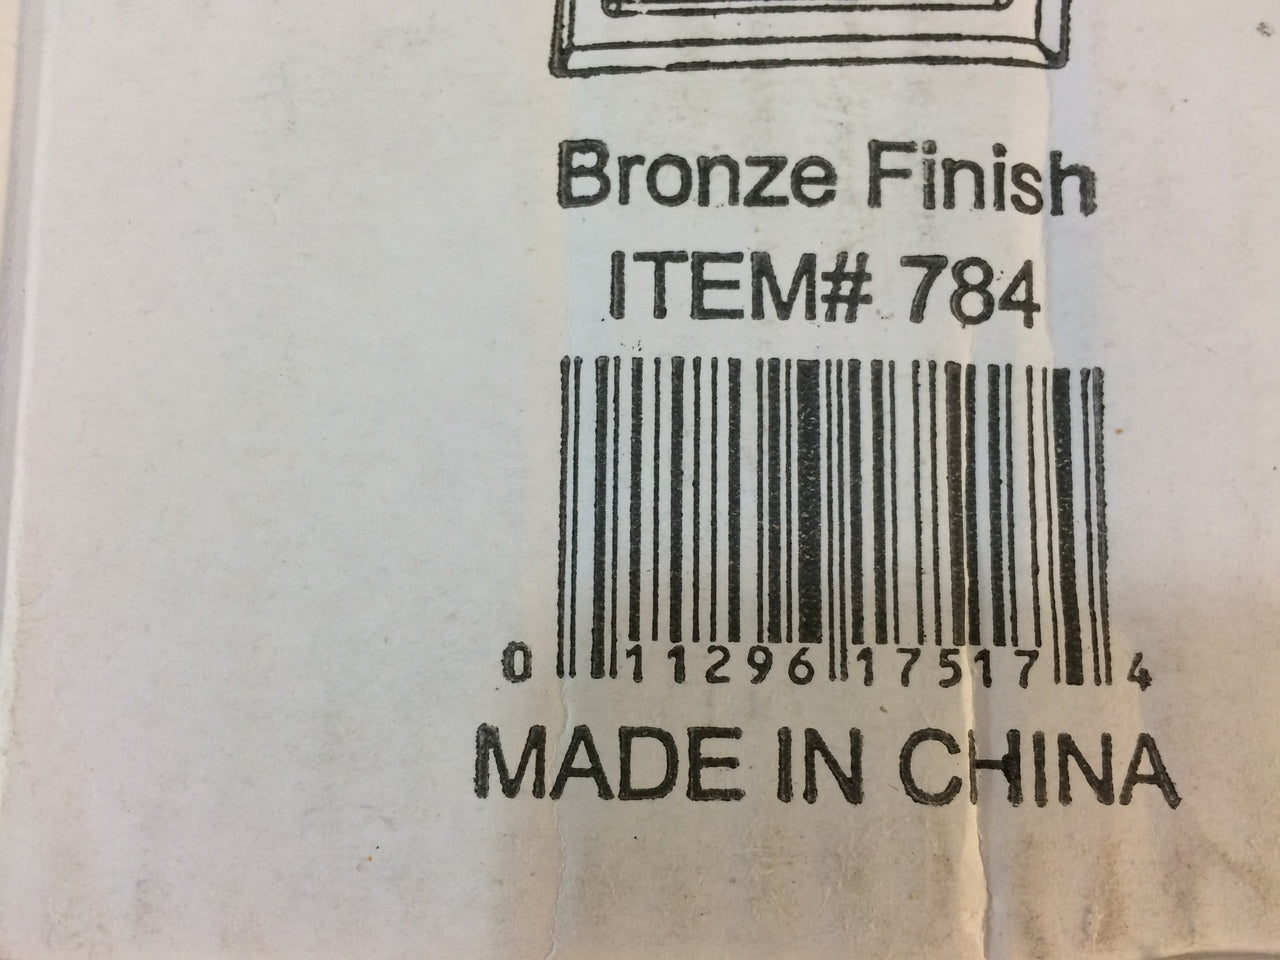 Bronze Finish
ITEM# 784
0 11296 17517 4
MADE IN CHINA